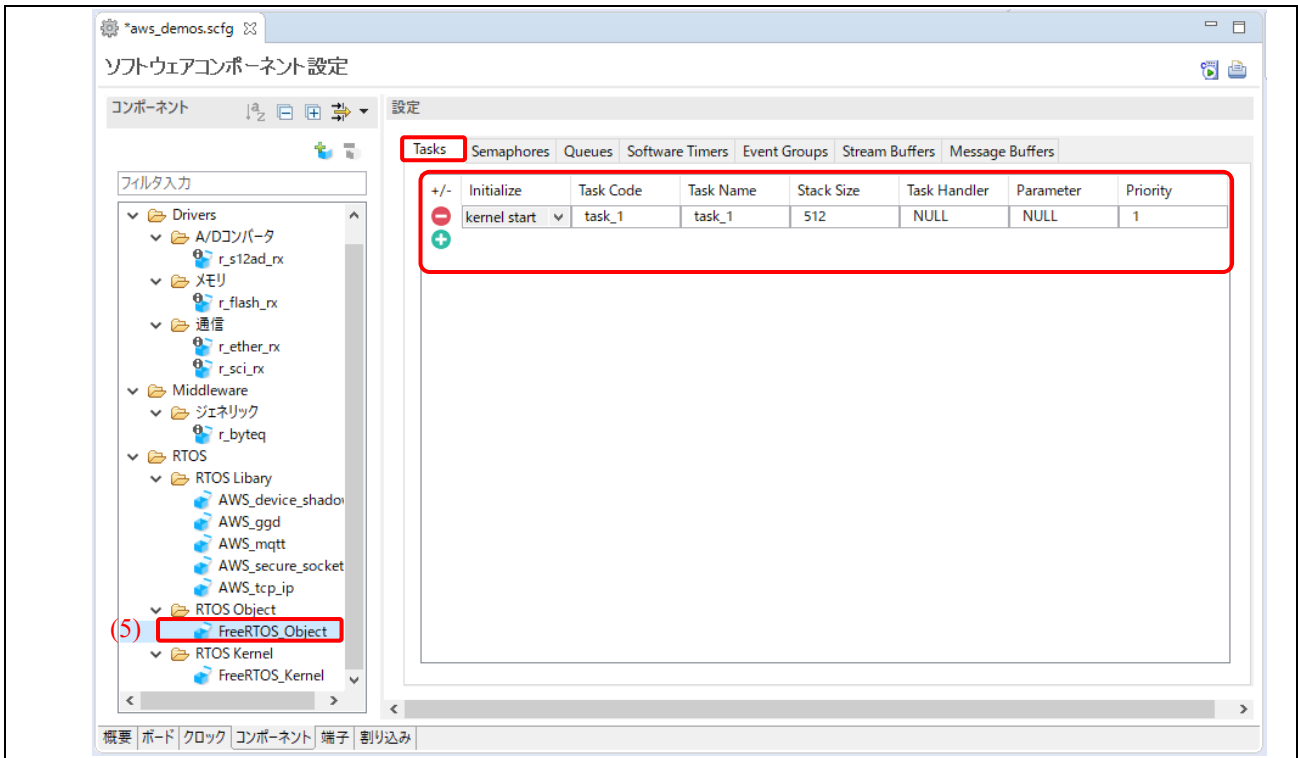 *aws_demos.scfg
ソフトウェアコンポーネント設定
コンポーネント
設定
Tasks Semaphores Queues Software Timers Event Groups Stream Buffers Message Buffers
フィルタ入力
+/- Initialize Task Code Task Name Stack Size Task Handler Parameter Priority
kernel start task_1 task_1 512 NULL NULL 1
Drivers
A/Dコンバータ
r_s12ad_rx
メモリ
r_flash_rx
通信
r_ether_rx
r_sci_rx
Middleware
ジェネリック
r_byteq
RTOS
RTOS Libary
AWS_device_shado
AWS_ggd
AWS_mqtt
AWS_secure_socket
AWS_tcp_ip
RTOS Object
(5) FreeRTOS_Object
RTOS Kernel
FreeRTOS_Kernel
概要 ボード クロック コンポーネント 端子 割り込み